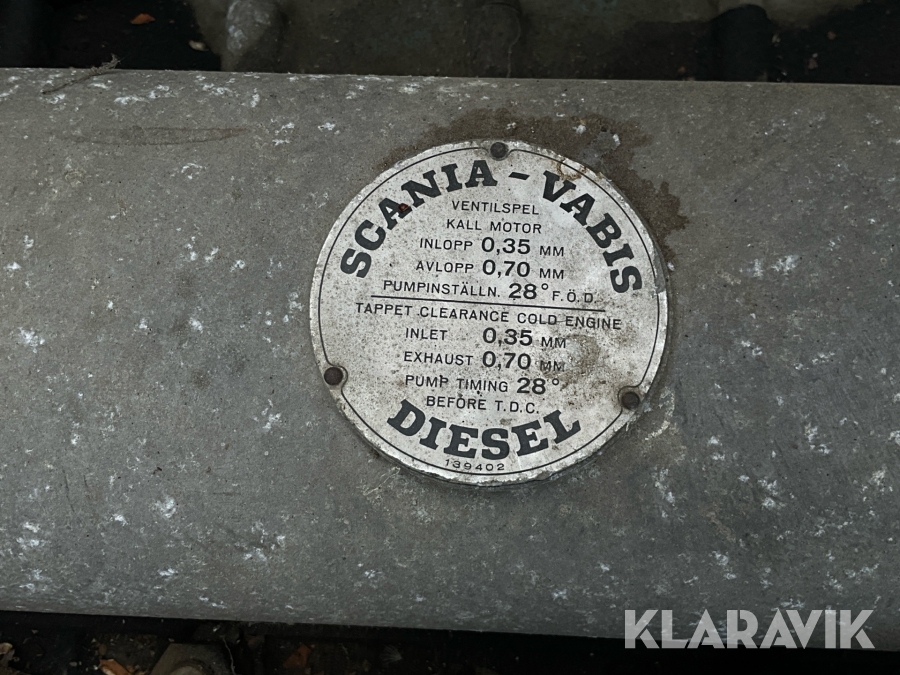 SCANIA-VABIS
VENTILSPEL
KALL MOTOR
INLOPP 0,35 MM
AVLOPP 0,70 MM
PUMPINSTÄLLN. 28° F.Ö.D.
TAPPET CLEARANCE COLD ENGINE
INLET 0,35 MM
EXHAUST 0,70 MM
PUMP TIMING 28°
BEFORE T.D.C.
DIESEL
139402
KLARAVIK